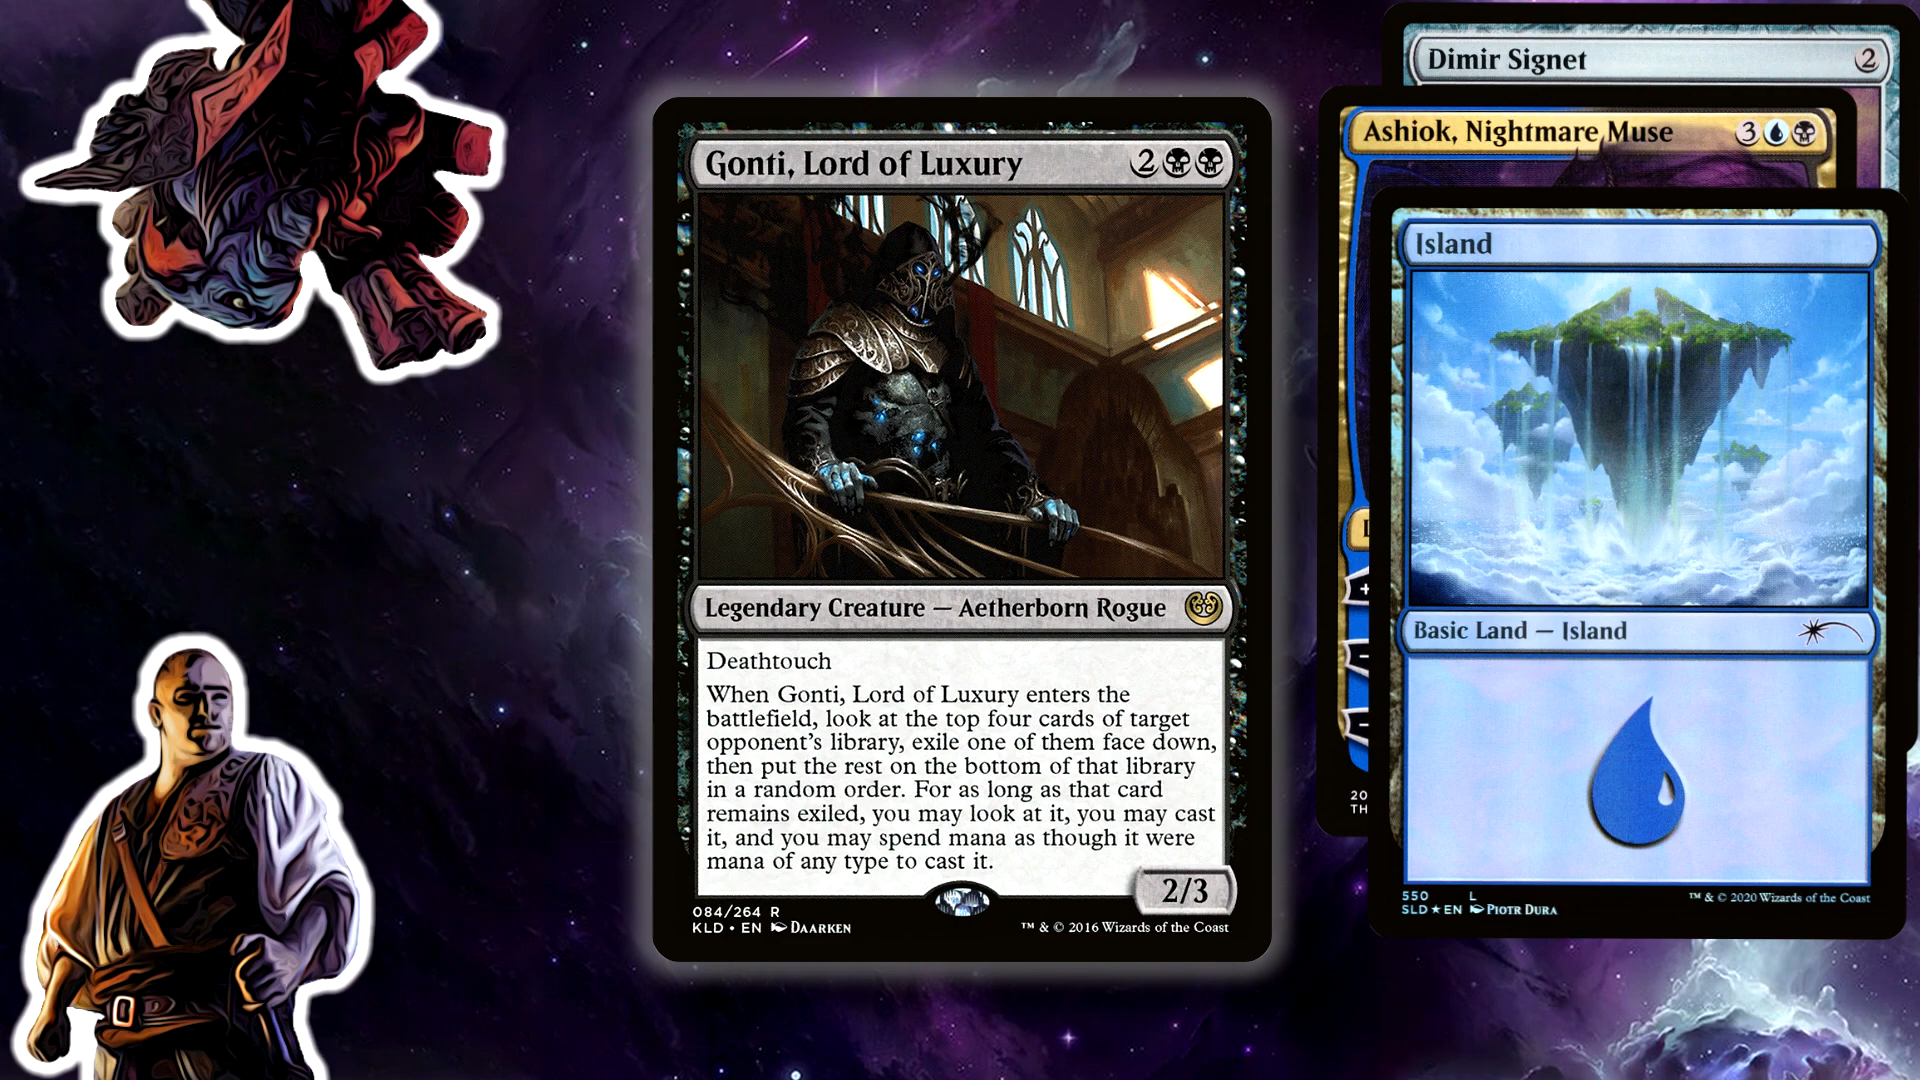 Gonti, Lord of Luxury 2
Legendary Creature — Aetherborn Rogue
Deathtouch
When Gonti, Lord of Luxury enters the
battlefield, look at the top four cards of target
opponent's library, exile one of them face down,
then put the rest on the bottom of that library
in a random order. For as long as that card
remains exiled, you may look at it, you may cast
it, and you may spend mana as though it were
mana of any type to cast it.
2/3
084/264 R
KLD • EN DAARKEN
™ & © 2016 Wizards of the Coast
Dimir Signet 2
Ashiok, Nightmare Muse 3
L
+
−
−
20
TH
Island
Basic Land — Island
550 L
SLD ★ EN PIOTR DURA
™ & © 2020 Wizards of the Coast